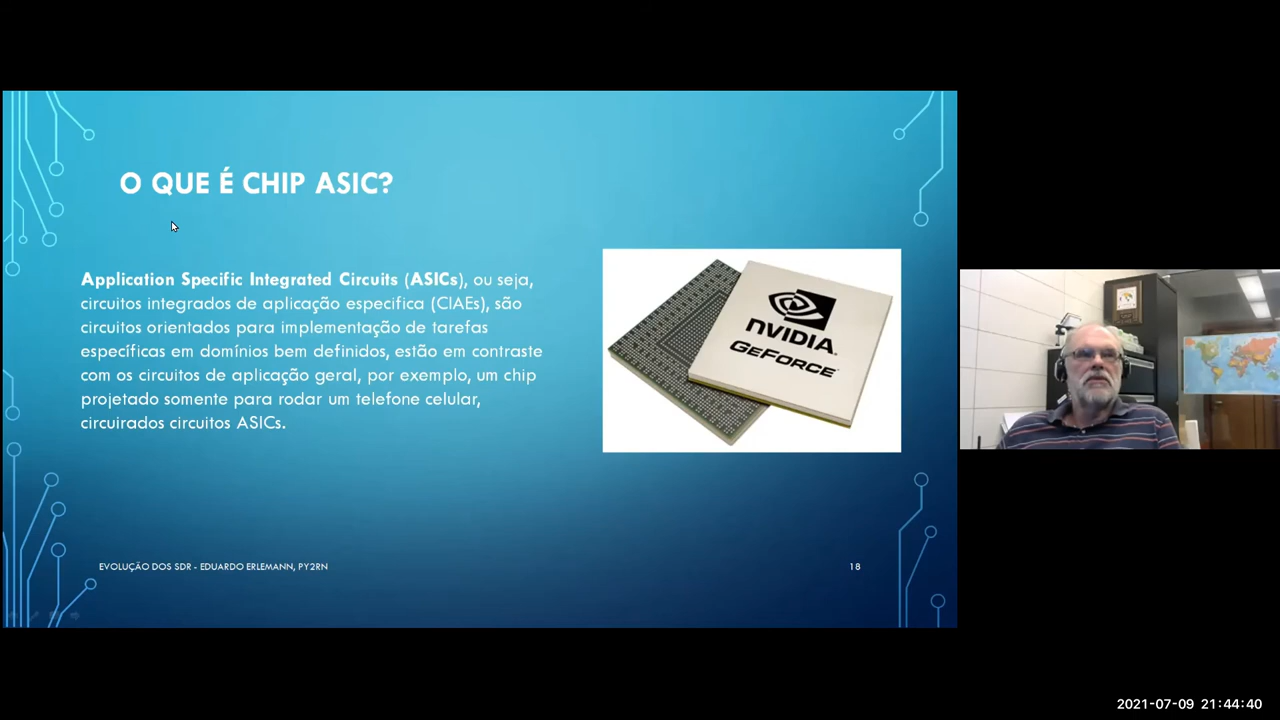 O QUE É CHIP ASIC?
Application Specific Integrated Circuits (ASICs), ou seja,
circuitos integrados de aplicação especifica (CIAEs), são
circuitos orientados para implementação de tarefas
específicas em domínios bem definidos, estão em contraste
com os circuitos de aplicação geral, por exemplo, um chip
projetado somente para rodar um telefone celular,
circuirados circuitos ASICs.
NVIDIA.
GEFORCE
EVOLUÇÃO DOS SDR - EDUARDO ERLEMANN, PY2RN
18
2021-07-09 21:44:40